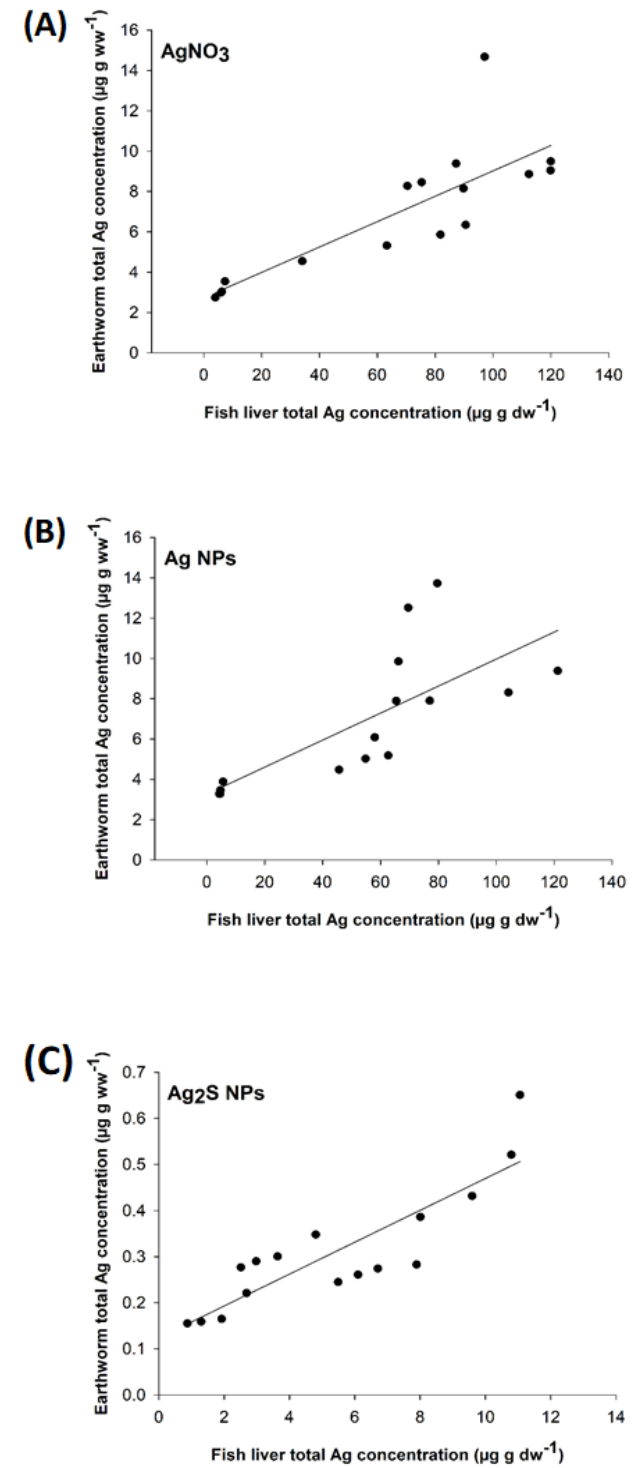 (A)
AgNO3
Earthworm total Ag concentration (µg g ww-1)
16
14
12
10
8
6
4
2
0
0 20 40 60 80 100 120 140
Fish liver total Ag concentration (µg g dw-1)
(B)
Ag NPs
Earthworm total Ag concentration (µg g ww-1)
16
14
12
10
8
6
4
2
0
0 20 40 60 80 100 120 140
Fish liver total Ag concentration (µg g dw-1)
(C)
Ag2S NPs
Earthworm total Ag concentration (µg g ww-1)
0.7
0.6
0.5
0.4
0.3
0.2
0.1
0.0
0 2 4 6 8 10 12 14
Fish liver total Ag concentration (µg g dw-1)